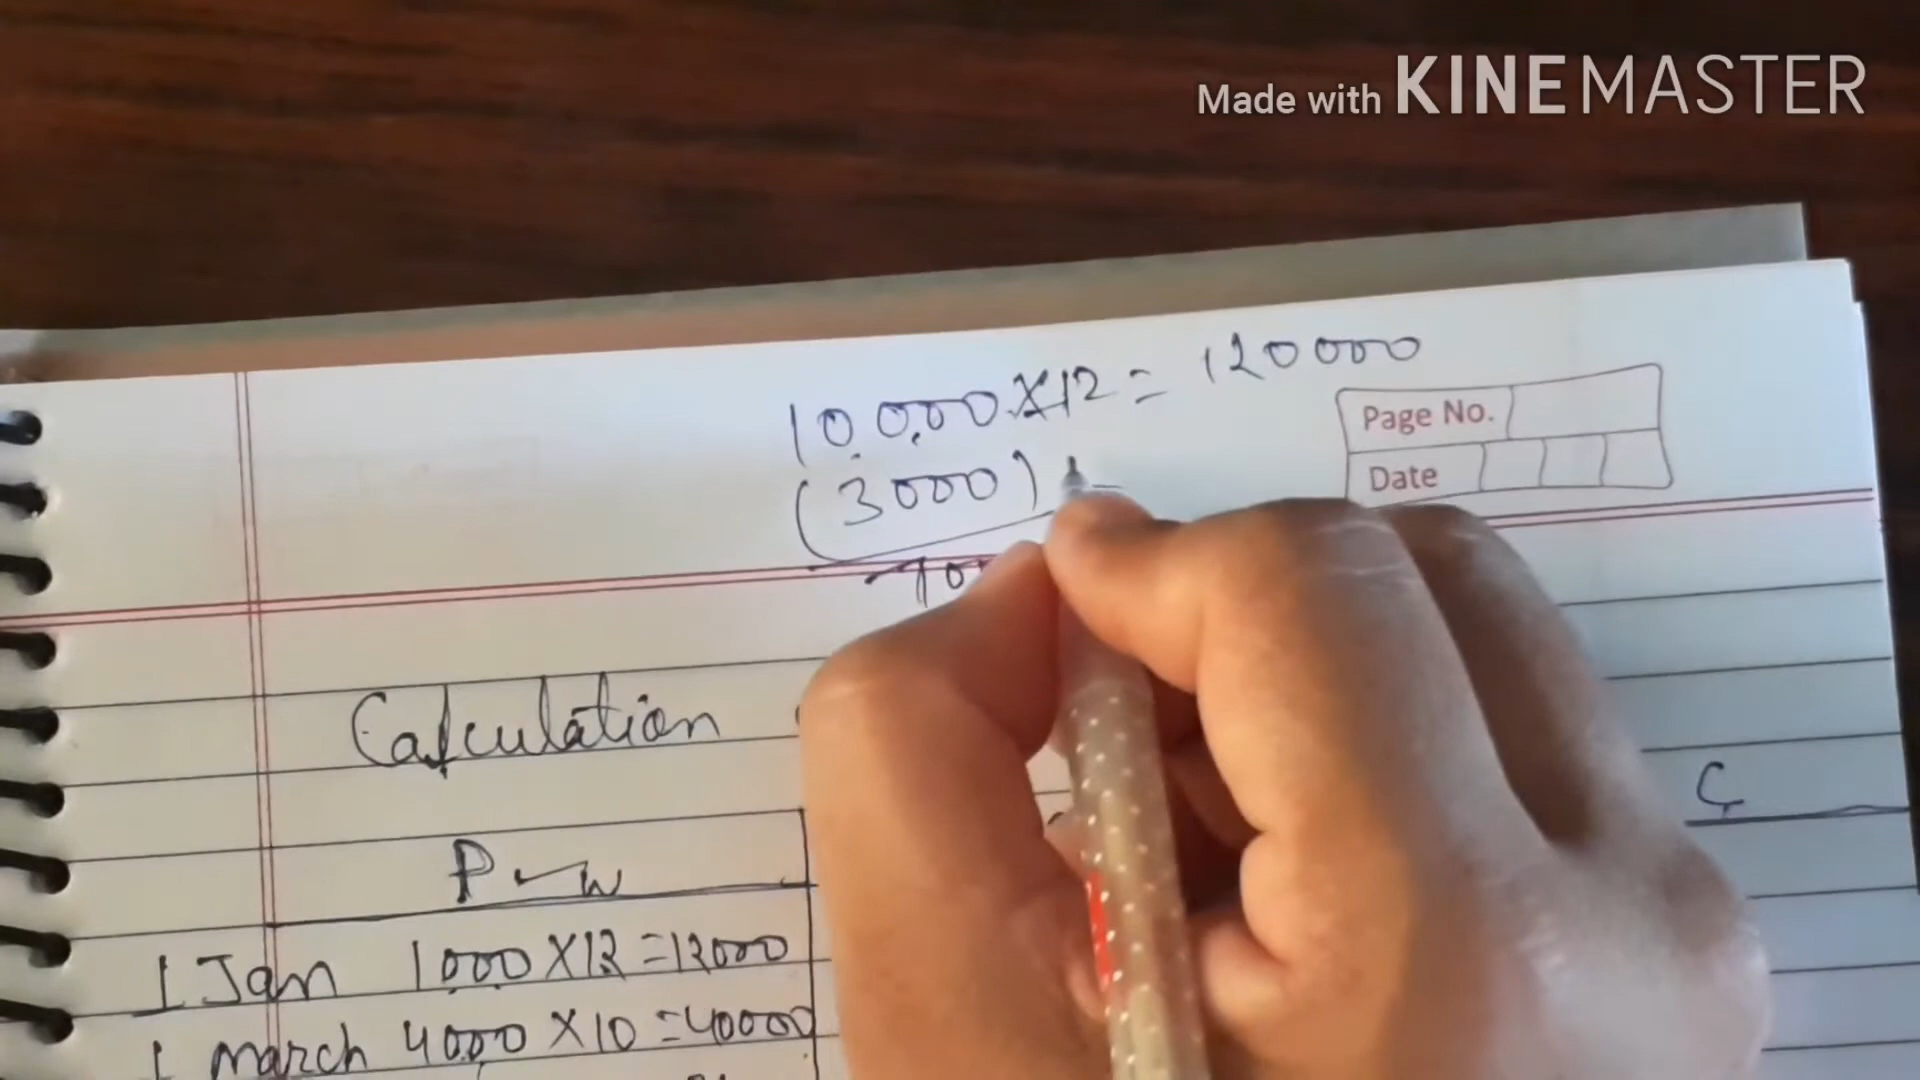 Made with KINEMASTER
10,000 X 12 = 120000
(3000)
Page No.
Date
Calculation
1 Jan 1000 X 12 = 12000
1 March 4000 X 10 = 40000